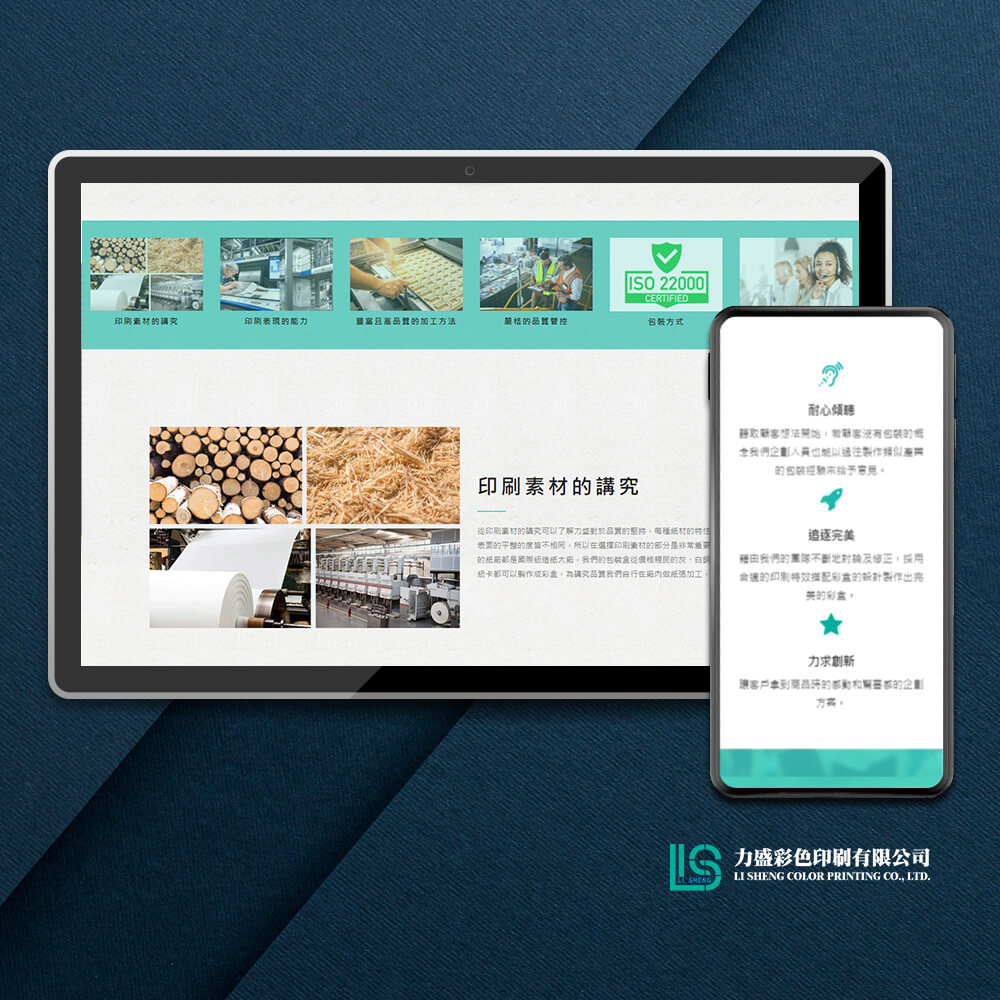 印刷素材的講究
印刷表現的能力
豐富且高品質的加工方法
嚴格的品質管控
ISO 22000
CERTIFIED
包裝方式
印刷素材的講究
從印刷素材的講究可以了解力盛對於品質的堅持，每種紙材的特性
表面的平整的度皆不相同，所以在選擇印刷素材的部分是非常重要
的紙廠都是國際級造紙大廠，我們的包裝盒從價格親民的灰、白銅
紙卡都可以製作成彩盒，為講究品質我們自行在廠內做紙張加工，
耐心傾聽
聽取顧客想法開始，若顧客沒有包裝的概
念我們企劃人員也能以過往製作類似產業
的包裝經驗來給予意見。
追逐完美
藉由我們的團隊不斷地討論及修正，採用
合適的印刷特效搭配彩盒的設計製作出完
美的彩盒。
力求創新
讓客戶拿到商品時的感動和驚喜感的企劃
方案。
LS
LI SHENG
力盛彩色印刷有限公司
LI SHENG COLOR PRINTING CO., LTD.